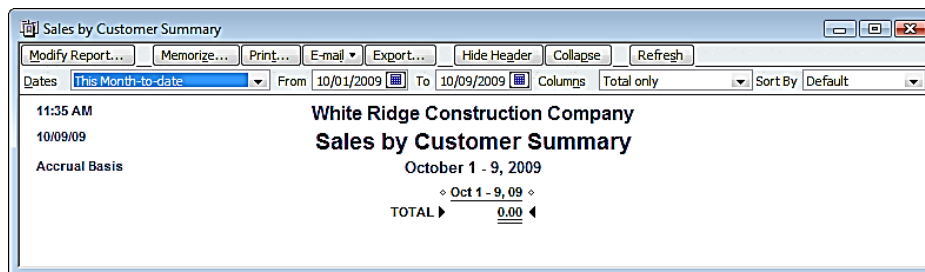 Sales by Customer Summary
Modify Report... Memorize... Print... E-mail Export... Hide Header Collapse Refresh
Dates This Month-to-date From 10/01/2009 To 10/09/2009 Columns Total only Sort By Default
11:35 AM White Ridge Construction Company
10/09/09 Sales by Customer Summary
Accrual Basis October 1 - 9, 2009
Oct 1 - 9, 09
TOTAL 0.00